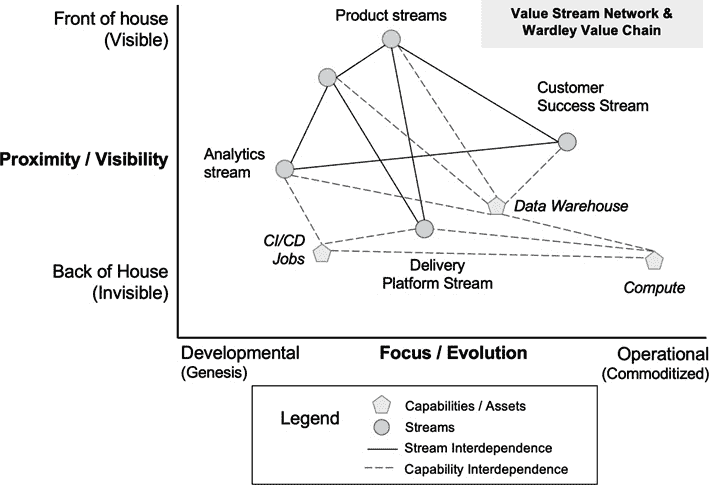 Value Stream Network &
Wardley Value Chain
Front of house
(Visible)
Product streams
Customer
Success Stream
Proximity / Visibility
Analytics
stream
Data Warehouse
CI/CD
Jobs
Delivery
Platform Stream
Back of House
(Invisible)
Compute
Developmental
(Genesis)
Focus / Evolution
Operational
(Commoditized)
Legend
Capabilities / Assets
Streams
Stream Interdependence
Capability Interdependence